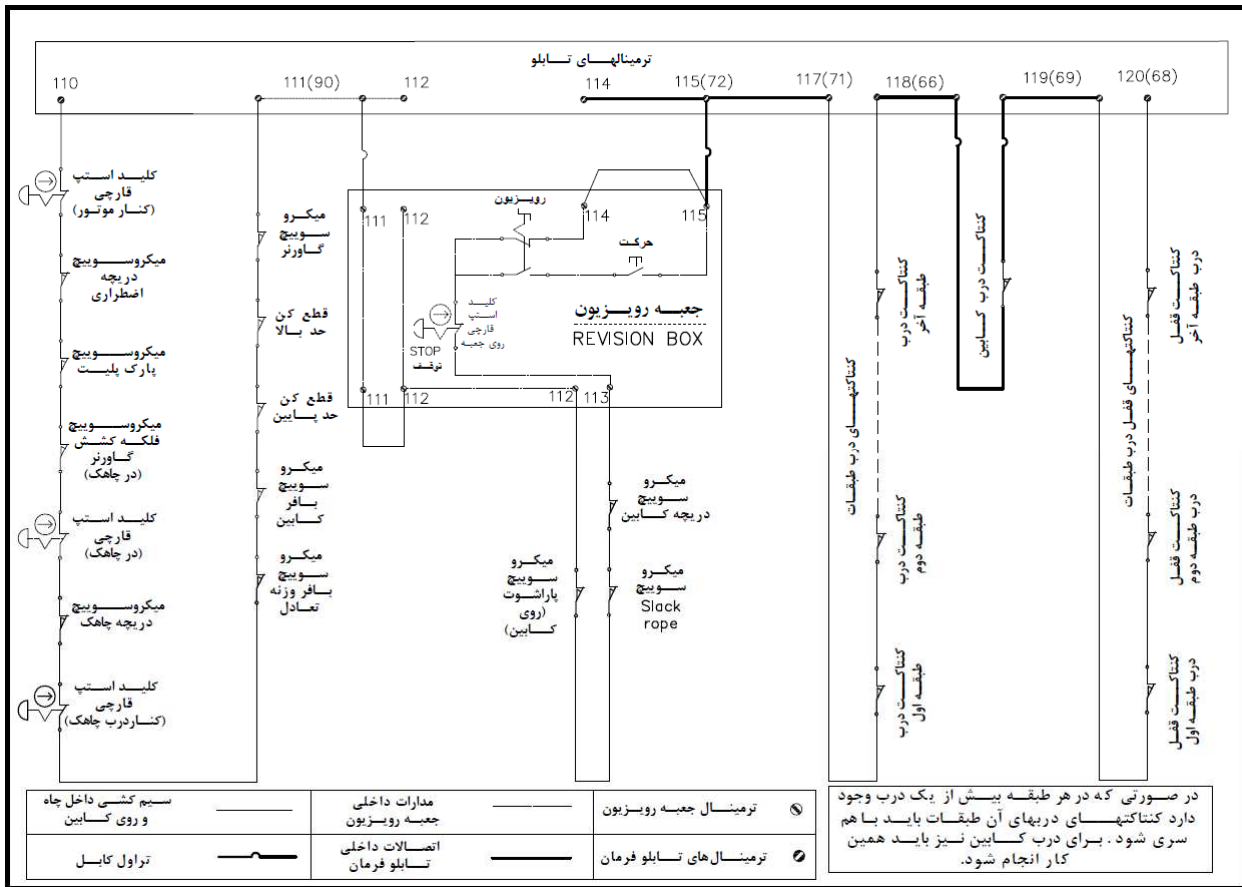 ترمینالهای تابلو
110
111(90)
112
114
115(72)
117(71)
118(66)
119(69)
120(68)
کلید استپ
قارچی
(کنار موتور)
میکروسوییچ
دریچه
اضطراری
میکروسوییچ
پارک پلیت
میکروسوییچ
فلکه کشش
گاورنر
(در چاهک)
کلید استپ
قارچی
(در چاهک)
میکروسوییچ
دریچه چاهک
کلید استپ
قارچی
(کنار درب چاهک)
میکرو
سوییچ
گاورنر
قطع کن
حد بالا
قطع کن
حد پایین
میکرو
سوییچ
بافر
کابین
میکرو
سوییچ
بافر وزنه
تعادل
111
112
رویزیون
114
115
حرکت
کلید
استپ
قارچی
روی جعبه
STOP
توقف
جعبه رویزیون
REVISION BOX
111
112
112
113
میکرو
سوییچ
دریچه کابین
میکرو
سوییچ
پاراشوت
(روی
کابین)
میکرو
سوییچ
Slack
rope
کنتاکتهای درب طبقات
کنتاکت درب
طبقه آخر
کنتاکت درب
طبقه دوم
کنتاکت درب
طبقه اول
کنتاکت درب کابین
کنتاکتهای قفل درب طبقات
کنتاکت قفل
درب طبقه آخر
کنتاکت قفل
درب طبقه دوم
کنتاکت قفل
درب طبقه اول
ترمینال جعبه رویزیون
مدارات داخلی
جعبه رویزیون
سیم کشی داخل چاه
و روی کابین
ترمینال های تابلو فرمان
اتصالات داخلی
تابلو فرمان
تراول کابل
در صورتی که در هر طبقه بیش از یک درب وجود
دارد کنتاکتهای دربهای آن طبقات باید با هم
سری شود. برای درب کابین نیز باید همین
کار انجام شود.